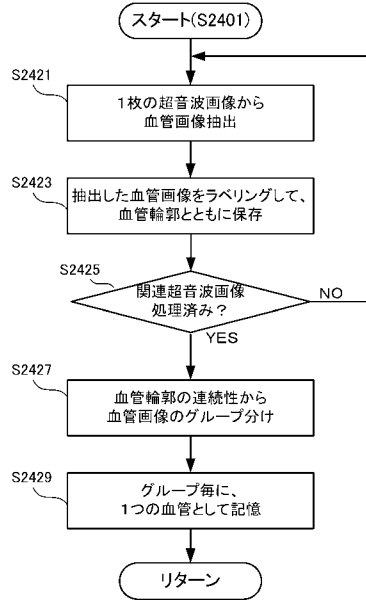 スタート(S2401)
S2421
1枚の超音波画像から
血管画像抽出
S2423
抽出した血管画像をラベリングして、
血管輪郭とともに保存
S2425
関連超音波画像
処理済み？
NO
YES
S2427
血管輪郭の連続性から
血管画像のグループ分け
S2429
グループ毎に、
1つの血管として記憶
リターン